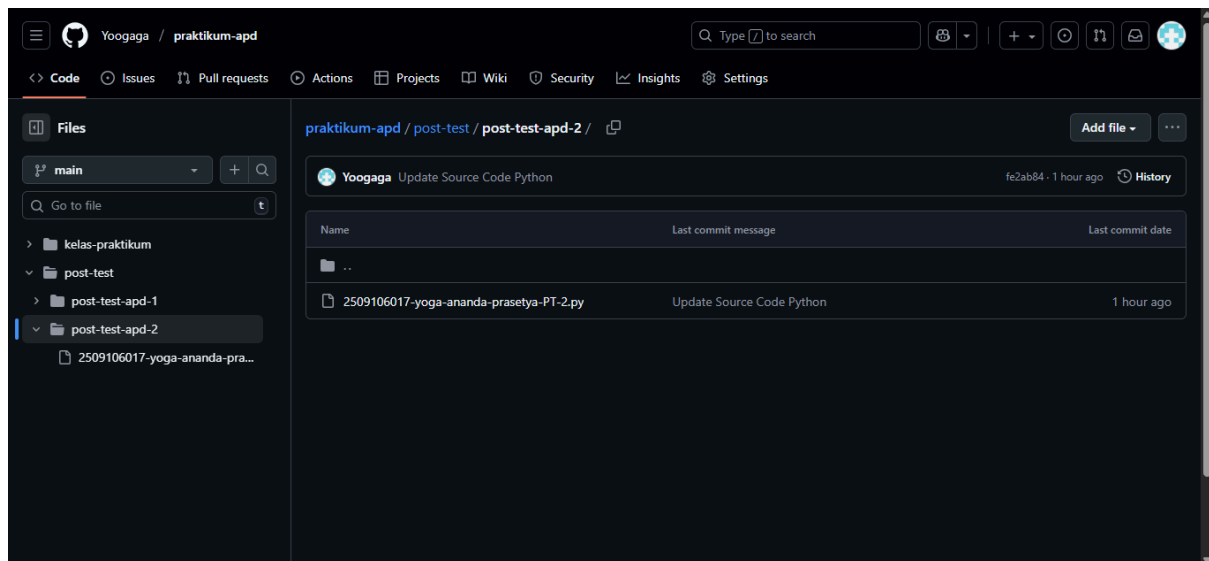 Yoogaga / praktikum-apd
Type / to search
Code Issues Pull requests Actions Projects Wiki Security Insights Settings
Files
praktikum-apd / post-test / post-test-apd-2 /
Add file
main
Yoogaga Update Source Code Python
fe2ab84 · 1 hour ago History
Go to file
t
Name Last commit message Last commit date
kelas-praktikum
..
post-test
post-test-apd-1
2509106017-yoga-ananda-prasetya-PT-2.py Update Source Code Python 1 hour ago
post-test-apd-2
2509106017-yoga-ananda-pra...